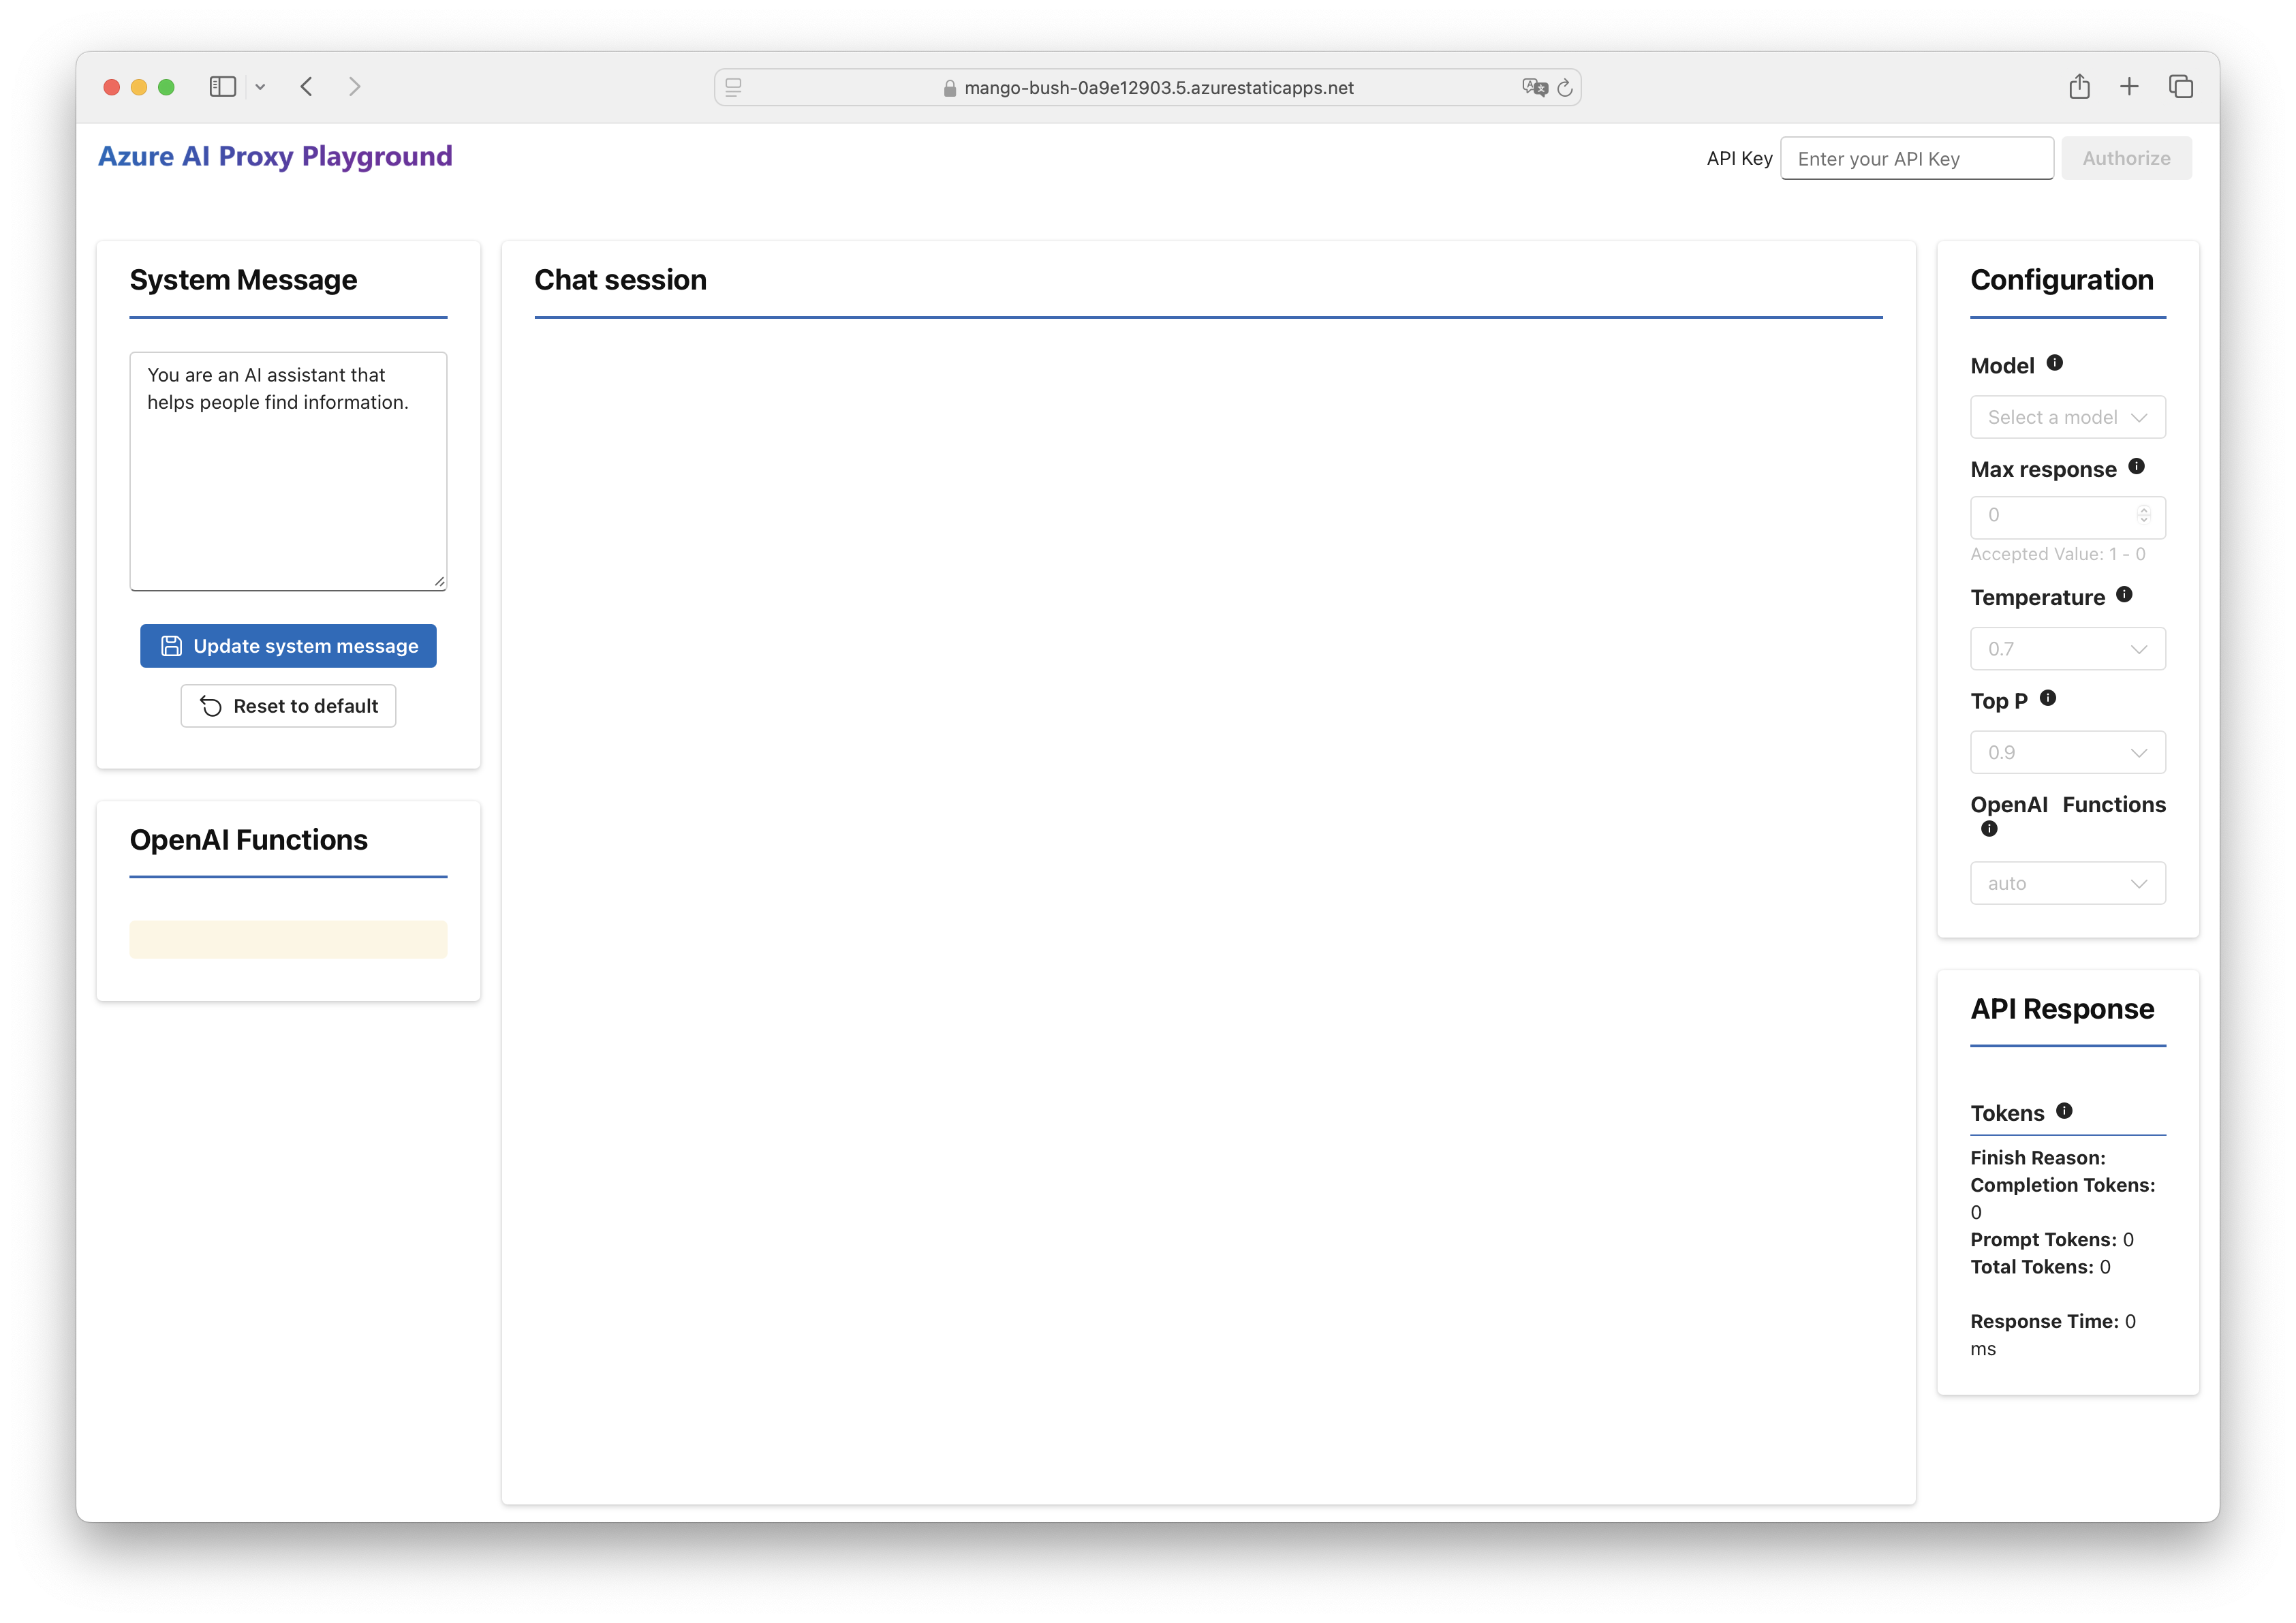 mango-bush-0a9e12903.5.azurestaticapps.net
Azure AI Proxy Playground
API Key
Enter your API Key
Authorize
System Message
You are an AI assistant that
helps people find information.
Update system message
Reset to default
OpenAI Functions
Chat session
Configuration
Model
Select a model
Max response
0
Accepted Value: 1 - 0
Temperature
0.7
Top P
0.9
OpenAI Functions
auto
API Response
Tokens
Finish Reason:
Completion Tokens:
0
Prompt Tokens: 0
Total Tokens: 0
Response Time: 0
ms